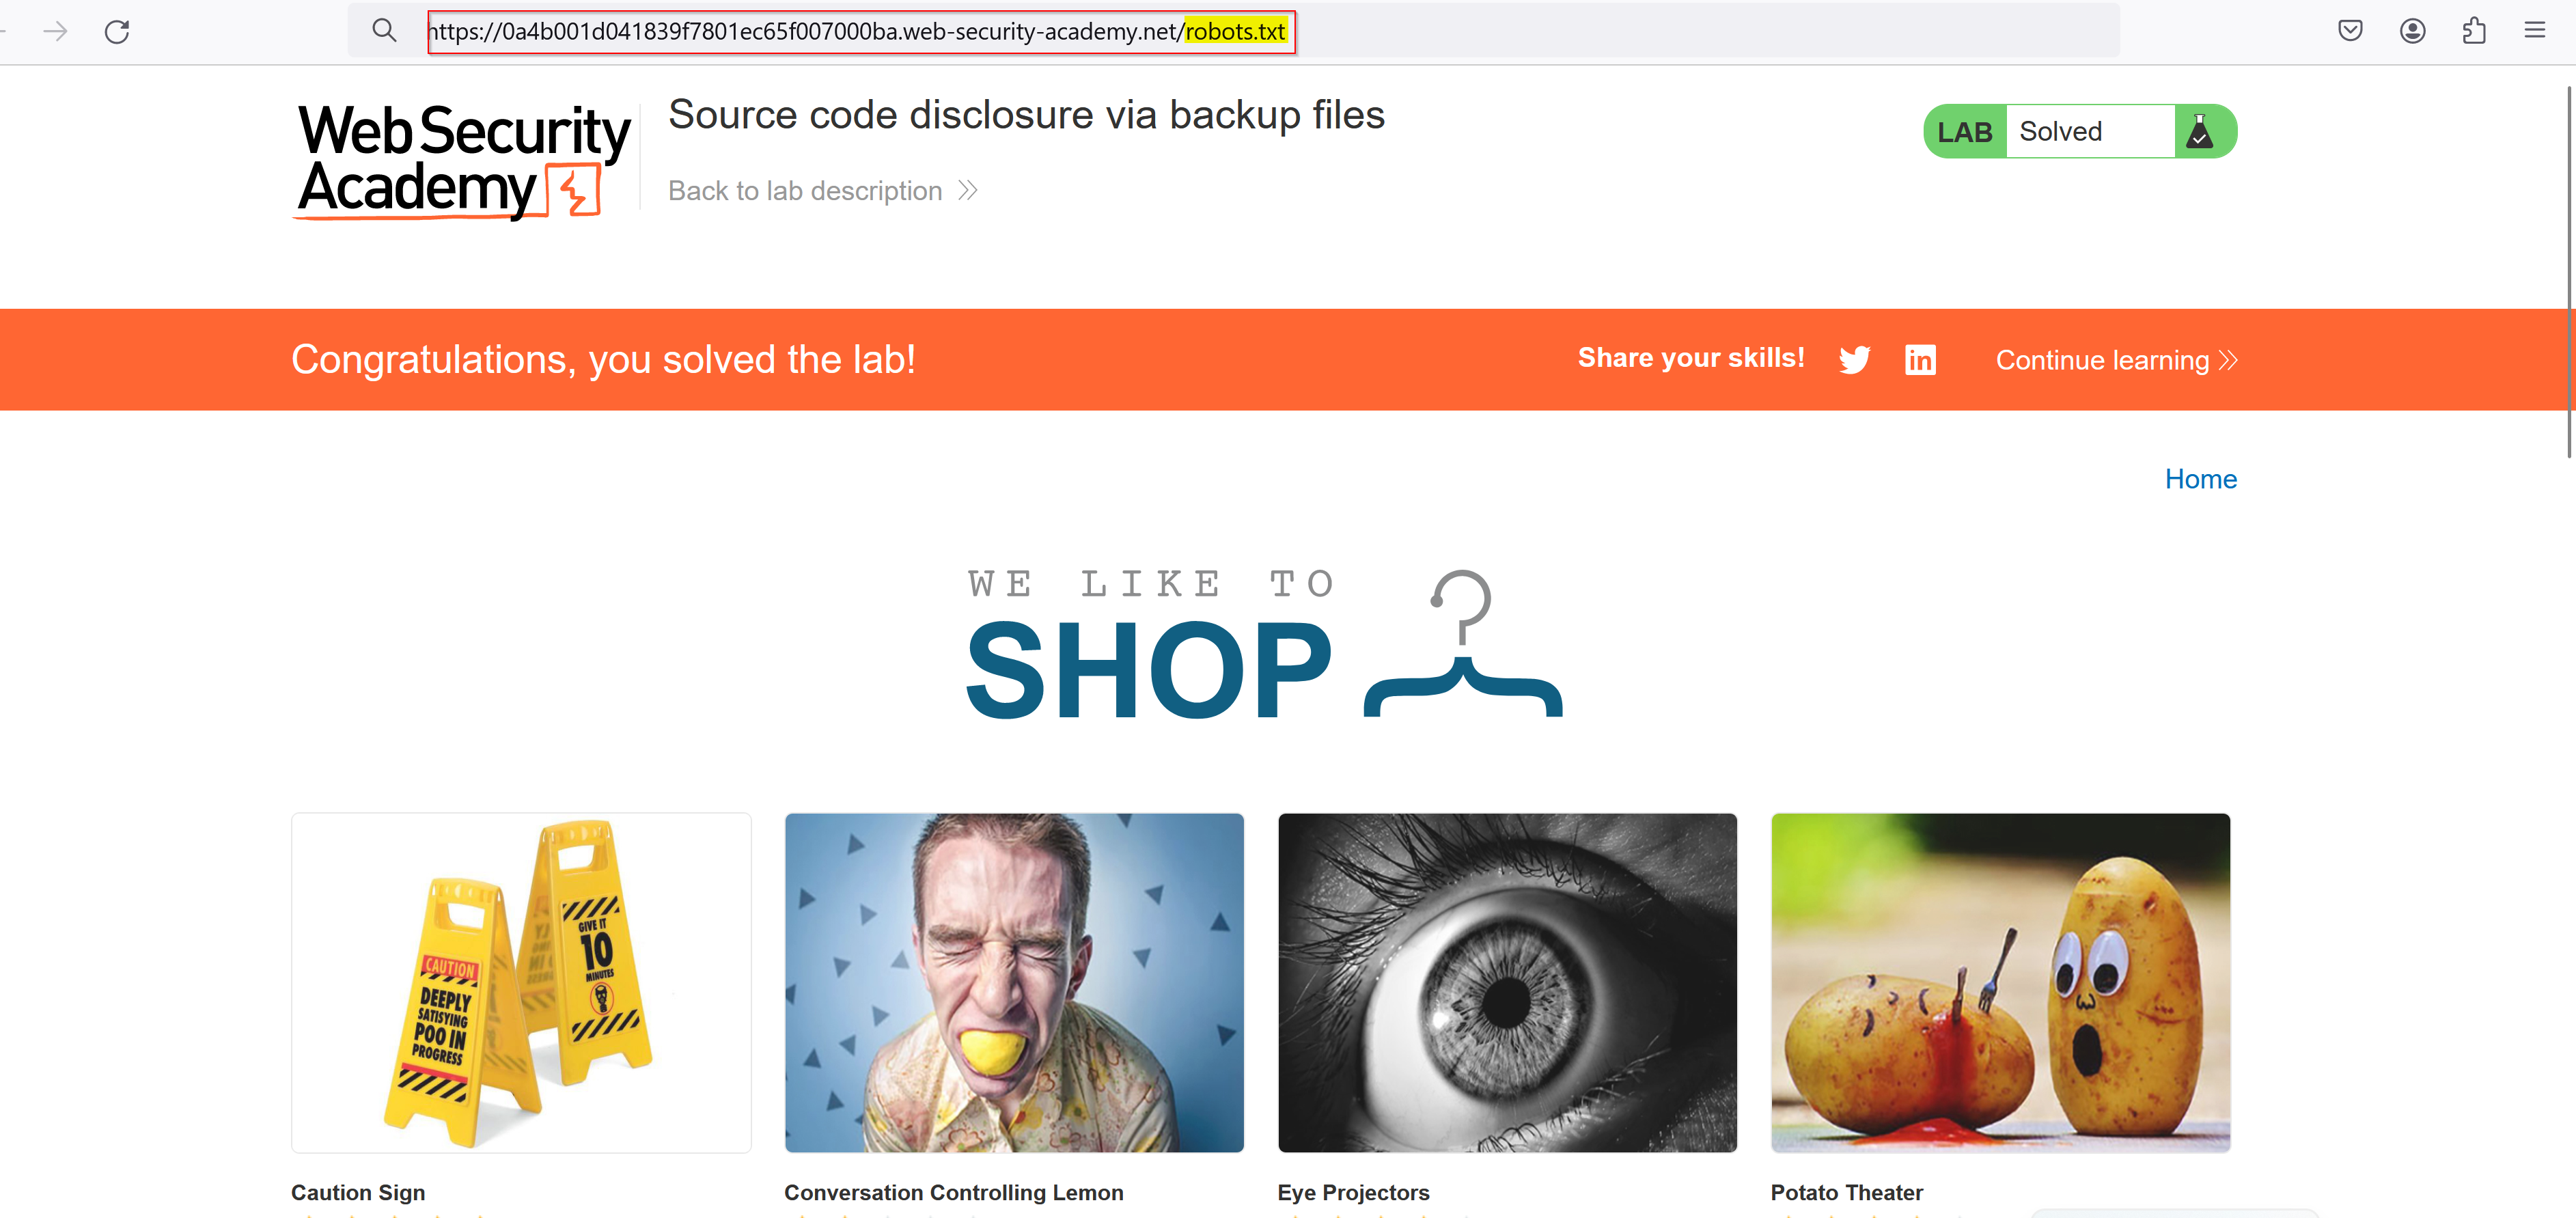 https://0a4b001d041839f7801ec65f007000ba.web-security-academy.net/robots.txt
Web Security
Academy
Source code disclosure via backup files
Back to lab description
LAB
Solved
Congratulations, you solved the lab!
Share your skills!
in
Continue learning
Home
WE LIKE TO
SHOP
CAUTION
DEEPLY
SATISFYING
POO IN
PROGRESS
GIVE IT
10
MINUTES
Caution Sign
Conversation Controlling Lemon
Eye Projectors
Potato Theater